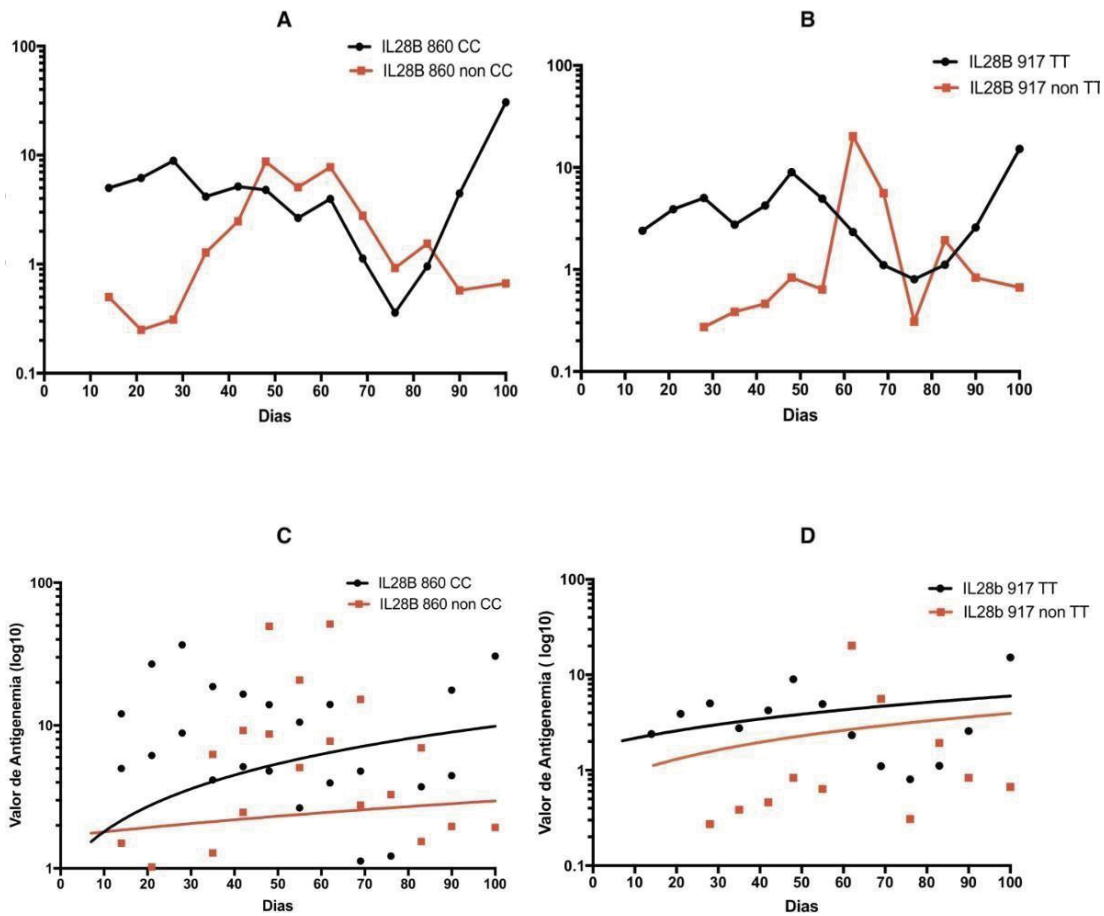 A
IL28B 860 CC
IL28B 860 non CC
100
10
1
0.1
0 10 20 30 40 50 60 70 80 90 100
Dias
B
IL28B 917 TT
IL28B 917 non TT
100
10
1
0.1
0 10 20 30 40 50 60 70 80 90 100
Dias
C
IL28B 860 CC
IL28B 860 non CC
Valor de Antigenemia (log10)
100
10
1
0 10 20 30 40 50 60 70 80 90 100
Dias
D
IL28b 917 TT
IL28b 917 non TT
Valor de Antigenemia ( log10)
100
10
1
0.1
0 10 20 30 40 50 60 70 80 90 100
Dias